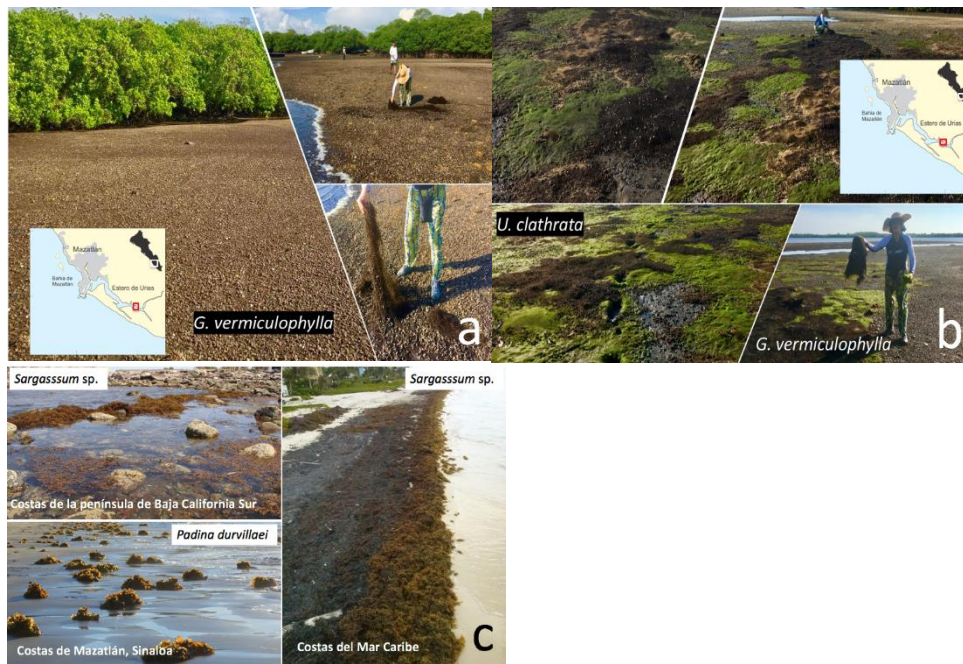 Mazatlán
Bahía de
Mazatlán
Estero de Urías
a
G. vermiculophylla
a
U. clathrata
Mazatlán
Bahía de
Mazatlán
Estero de Urías
G. vermiculophylla
b
Sargasssum sp.
Costas de la península de Baja California Sur
Padina durvillaei
Costas de Mazatlán, Sinaloa
Sargasssum sp.
Costas del Mar Caribe
c